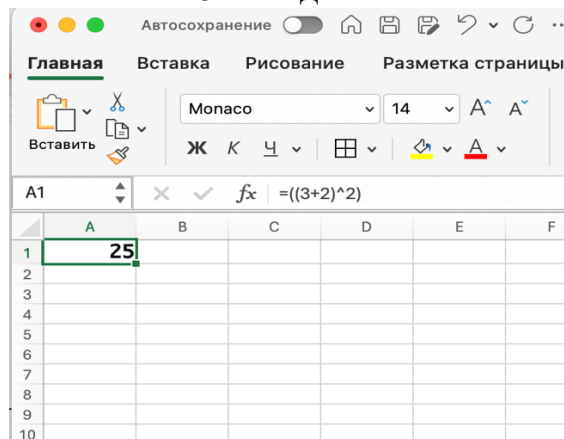 Автосохранение
Главная Вставка Рисование Разметка страницы
Monaco 14 A A
Вставить Ж К Ч А
A1 fx =((3+2)^2)
A B C D E F
1 25
2
3
4
5
6
7
8
9
10